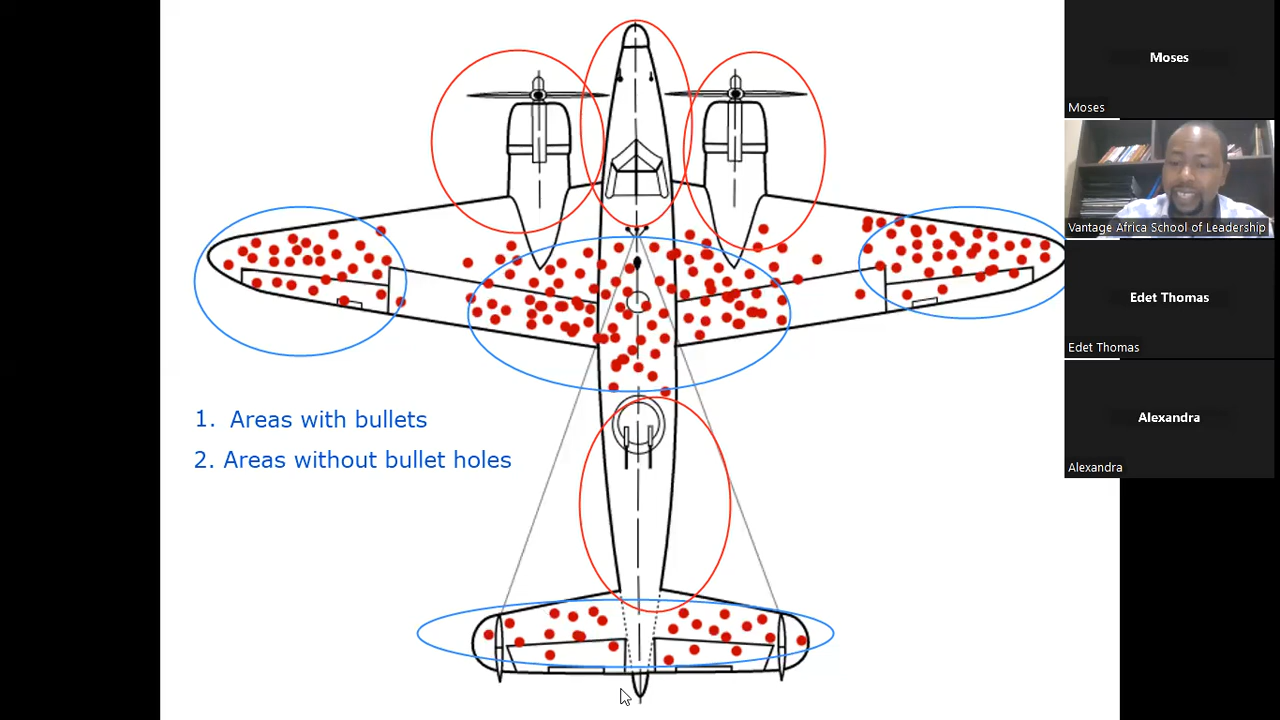 Moses
Moses
Vantage Africa School of Leadership
Edet Thomas
Edet Thomas
Alexandra
Alexandra
1. Areas with bullets
2. Areas without bullet holes